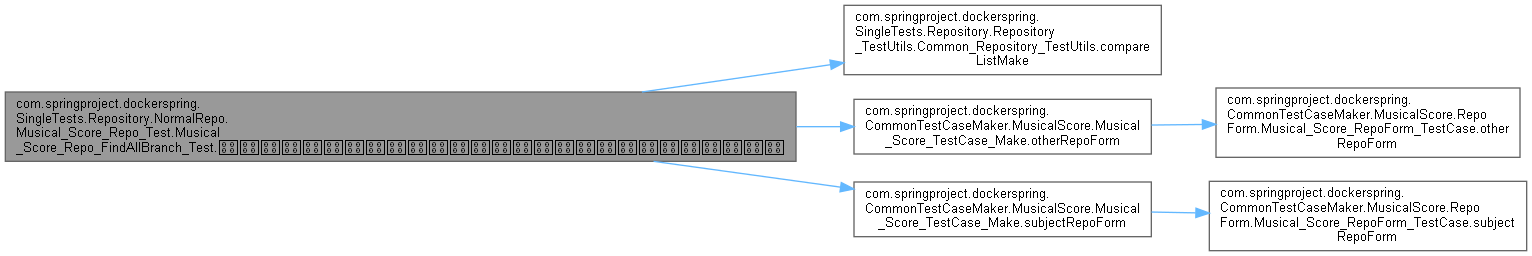 com.springproject.dockerspring.
SingleTests.Repository.NormalRepo.
Musical_Score_Repo_Test.Musical
_Score_Repo_FindAllBranch_Test.
com.springproject.dockerspring.
SingleTests.Repository.Repository
_TestUtils.Common_Repository_TestUtils.compare
ListMake
com.springproject.dockerspring.
CommonTestCaseMaker.MusicalScore.Musical
_Score_TestCase_Make.otherRepoForm
com.springproject.dockerspring.
CommonTestCaseMaker.MusicalScore.Repo
Form.Musical_Score_RepoForm_TestCase.other
RepoForm
com.springproject.dockerspring.
CommonTestCaseMaker.MusicalScore.Musical
_Score_TestCase_Make.subjectRepoForm
com.springproject.dockerspring.
CommonTestCaseMaker.MusicalScore.Repo
Form.Musical_Score_RepoForm_TestCase.subject
RepoForm